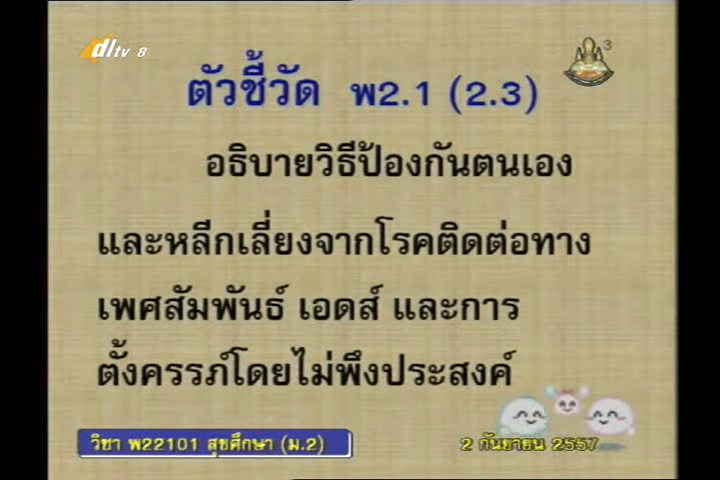 dltv 8
3
ตัวชี้วัด พ2.1 (2.3)
อธิบายวิธีป้องกันตนเอง
และหลีกเลี่ยงจากโรคติดต่อทาง
เพศสัมพันธ์ เอดส์ และการ
ตั้งครรภ์โดยไม่พึงประสงค์
วิชา พ22101 สุขศึกษา (ม.2)
2 กันยายน 2557